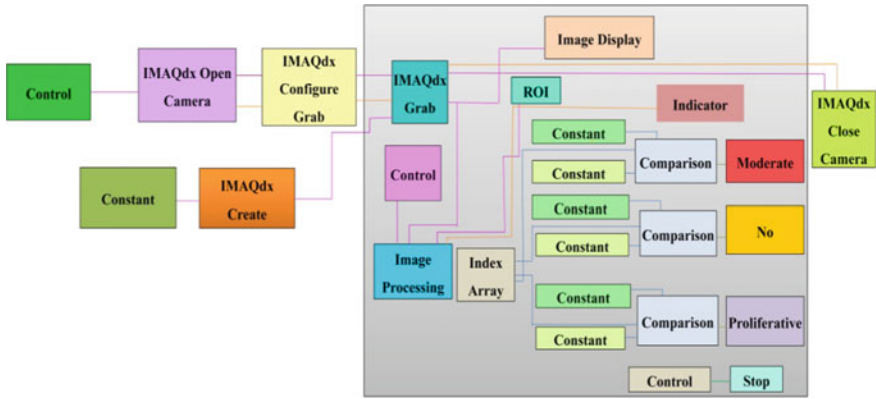 Control
IMAQdx Open
Camera
IMAQdx
Configure
Grab
Constant
IMAQdx
Create
IMAQdx
Grab
Image Display
ROI
Indicator
Control
Image
Processing
Index
Array
Constant
Constant
Comparison
Moderate
Constant
Constant
Comparison
No
Constant
Constant
Comparison
Proliferative
Control
Stop
IMAQdx
Close
Camera